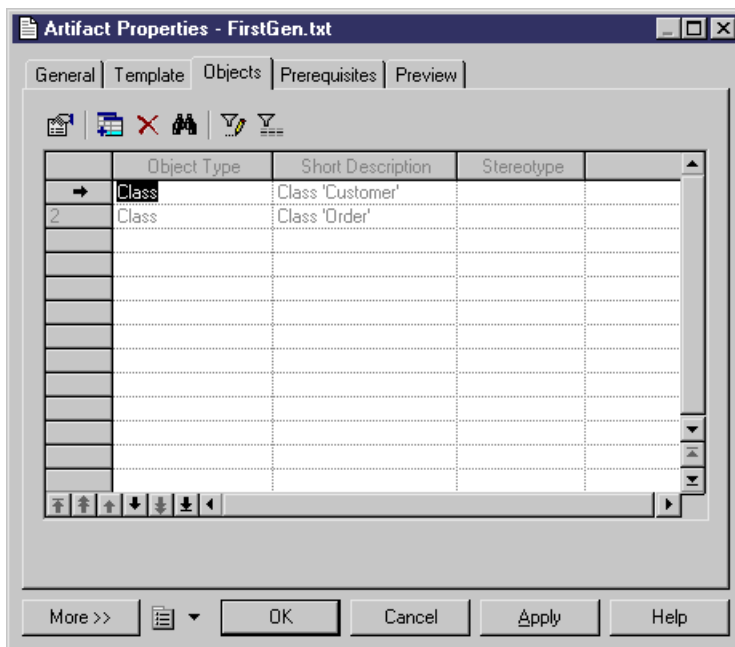 Artifact Properties - FirstGen.txt
General Template Objects Prerequisites Preview
Object Type Short Description Stereotype
Class Class 'Customer'
2 Class Class 'Order'
More >> OK Cancel Apply Help